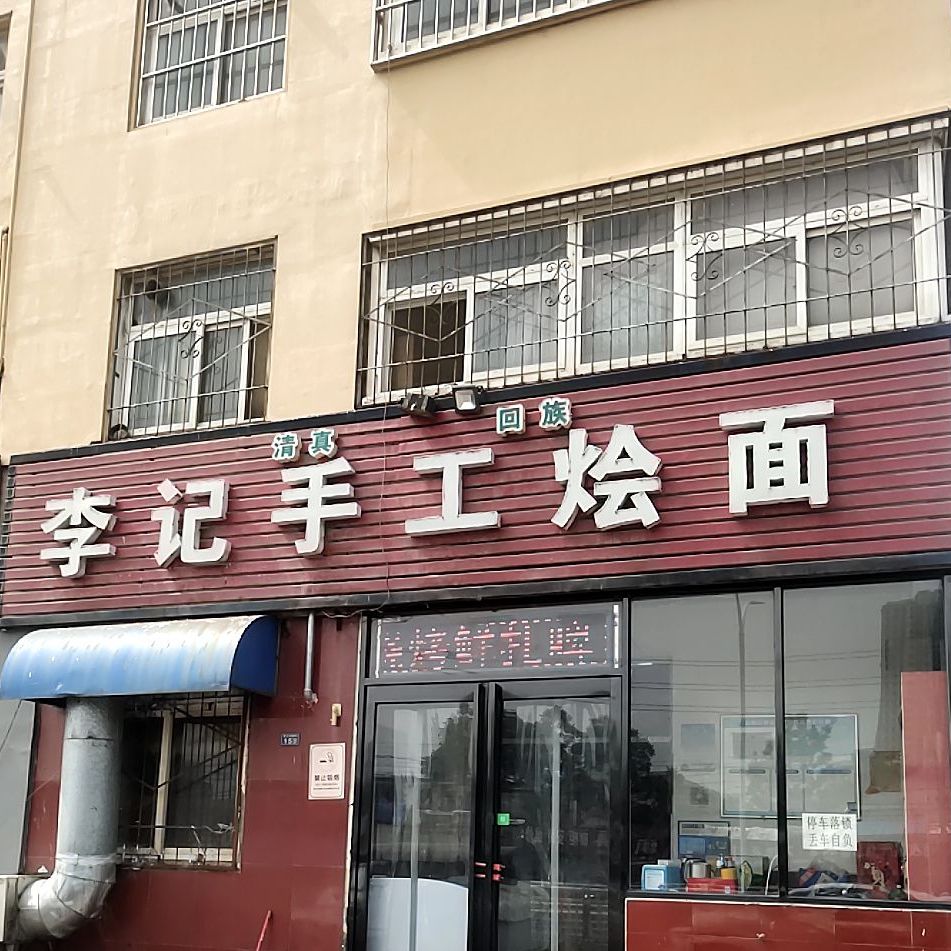 清真 回族
李记手工烩面
禁止吸烟
停车落锁
丢车自负